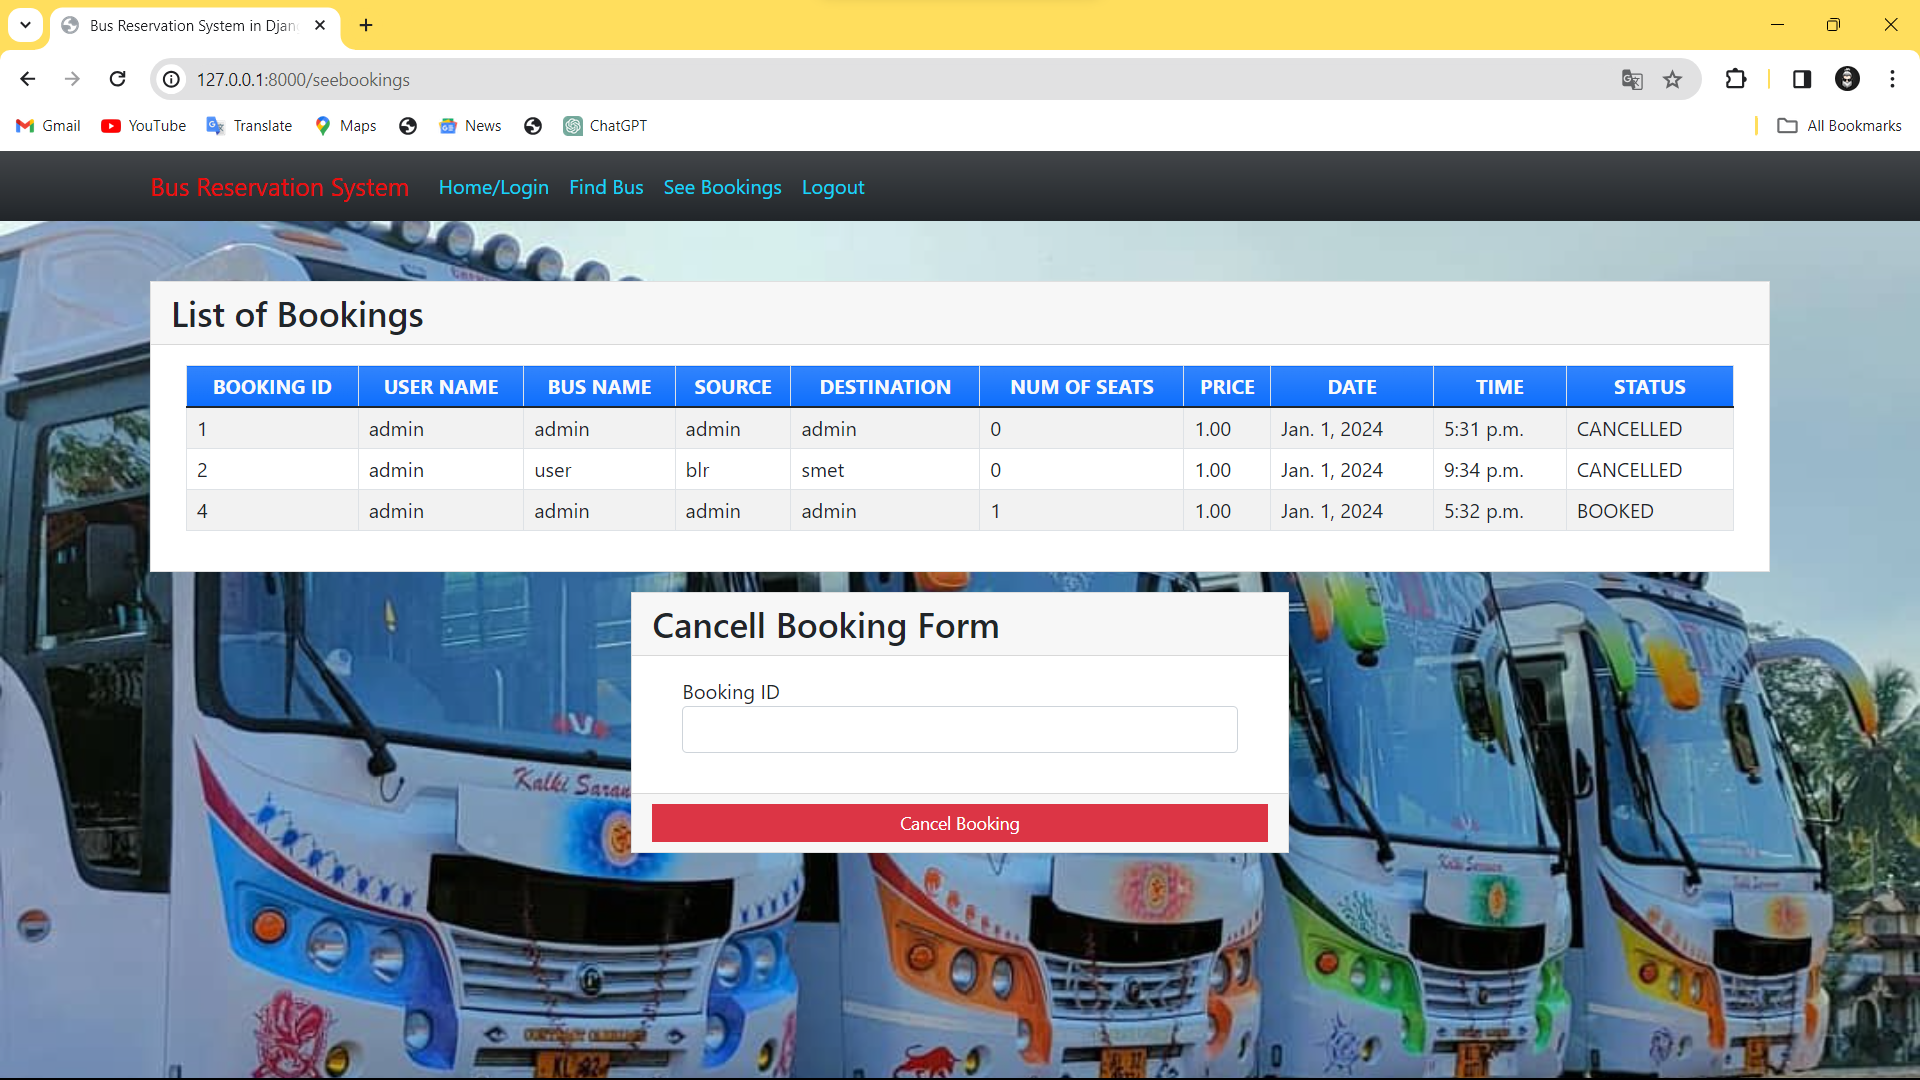 Bus Reservation System in Djan
127.0.0.1:8000/seebookings
Gmail YouTube Translate Maps News ChatGPT All Bookmarks
Bus Reservation System Home/Login Find Bus See Bookings Logout
List of Bookings
BOOKING ID USER NAME BUS NAME SOURCE DESTINATION NUM OF SEATS PRICE DATE TIME STATUS
1 admin admin admin admin 0 1.00 Jan. 1, 2024 5:31 p.m. CANCELLED
2 admin user blr smet 0 1.00 Jan. 1, 2024 9:34 p.m. CANCELLED
4 admin admin admin admin 1 1.00 Jan. 1, 2024 5:32 p.m. BOOKED
Cancell Booking Form
Booking ID
Kalki
Cancel Booking
CONTRACT CARRIAGE